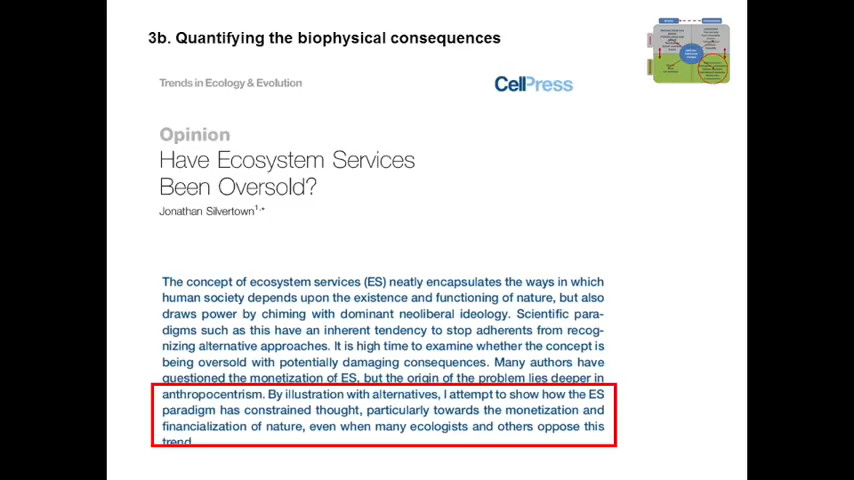 3b. Quantifying the biophysical consequences
Trends in Ecology & Evolution
CellPress
Opinion
Have Ecosystem Services
Been Oversold?
Jonathan Silvertown1,*
The concept of ecosystem services (ES) neatly encapsulates the ways in which
human society depends upon the existence and functioning of nature, but also
draws power by chiming with dominant neoliberal ideology. Scientific para-
digms such as this have an inherent tendency to stop adherents from recog-
nizing alternative approaches. It is high time to examine whether the concept is
being oversold with potentially damaging consequences. Many authors have
questioned the monetization of ES, but the origin of the problem lies deeper in
anthropocentrism. By illustration with alternatives, I attempt to show how the ES
paradigm has constrained thought, particularly towards the monetization and
financialization of nature, even when many ecologists and others oppose this
trend.